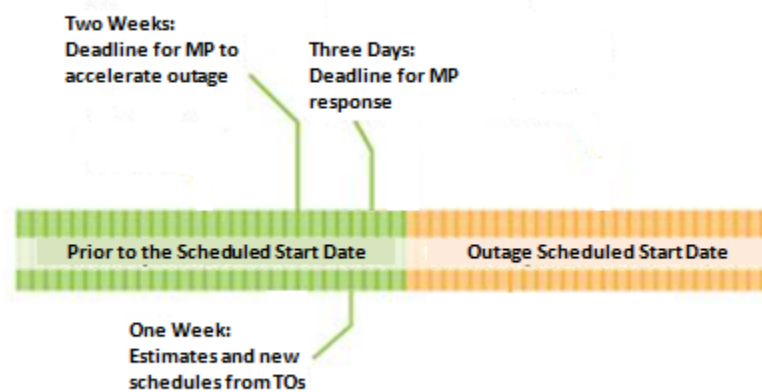 Two Weeks:
Deadline for MP to
accelerate outage
Three Days:
Deadline for MP
response
Prior to the Scheduled Start Date
Outage Scheduled Start Date
One Week:
Estimates and new
schedules from TOs